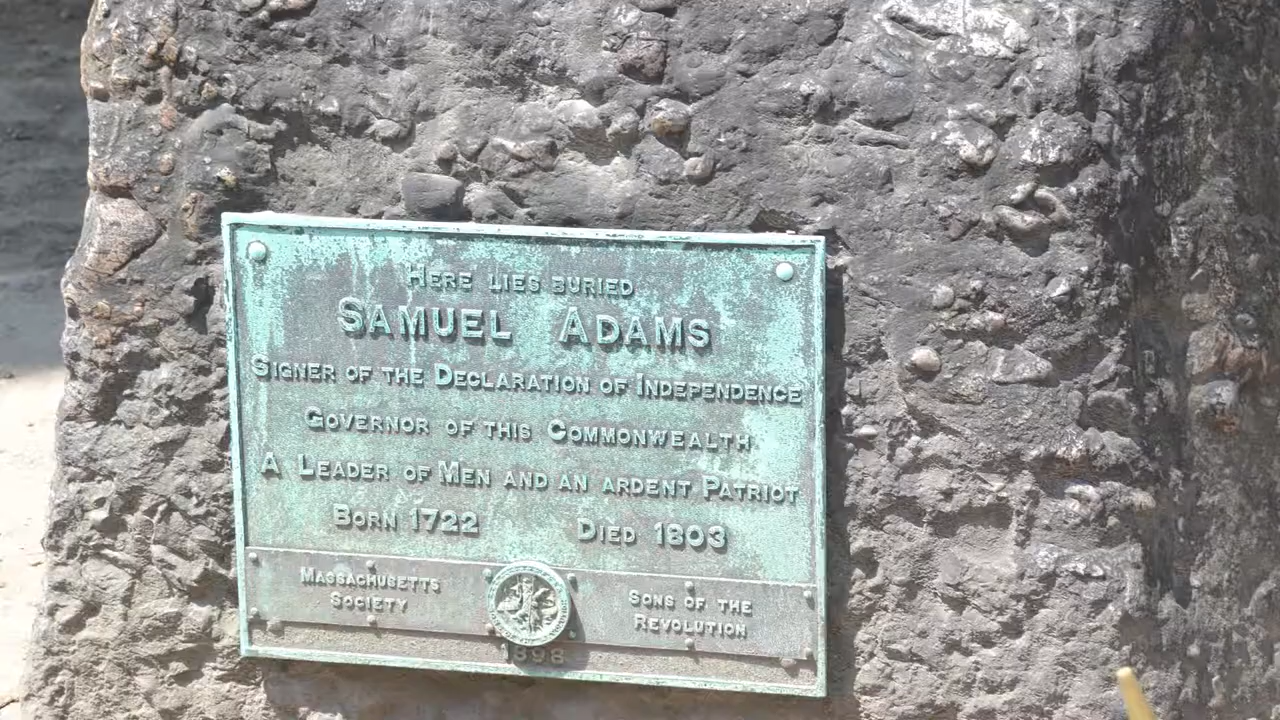 HERE LIES BURIED
SAMUEL ADAMS
SIGNER OF THE DECLARATION OF INDEPENDENCE
GOVERNOR OF THIS COMMONWEALTH
A LEADER OF MEN AND AN ARDENT PATRIOT
BORN 1722 DIED 1803
MASSACHUSETTS
SOCIETY
SONS OF THE
REVOLUTION
1898